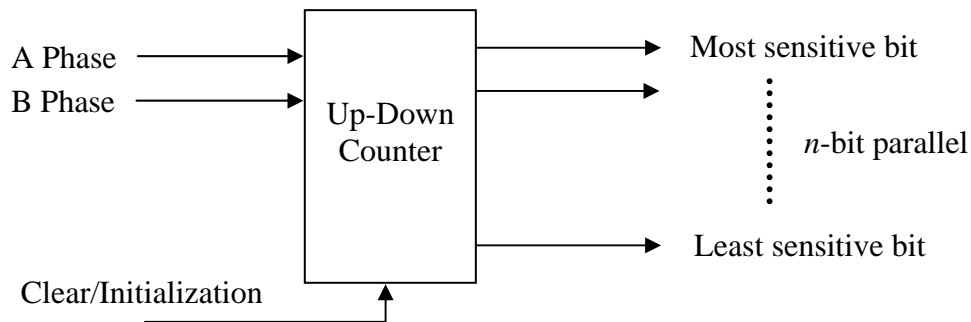 A Phase
B Phase
Up-Down
Counter
Most sensitive bit
n-bit parallel
Least sensitive bit
Clear/Initialization